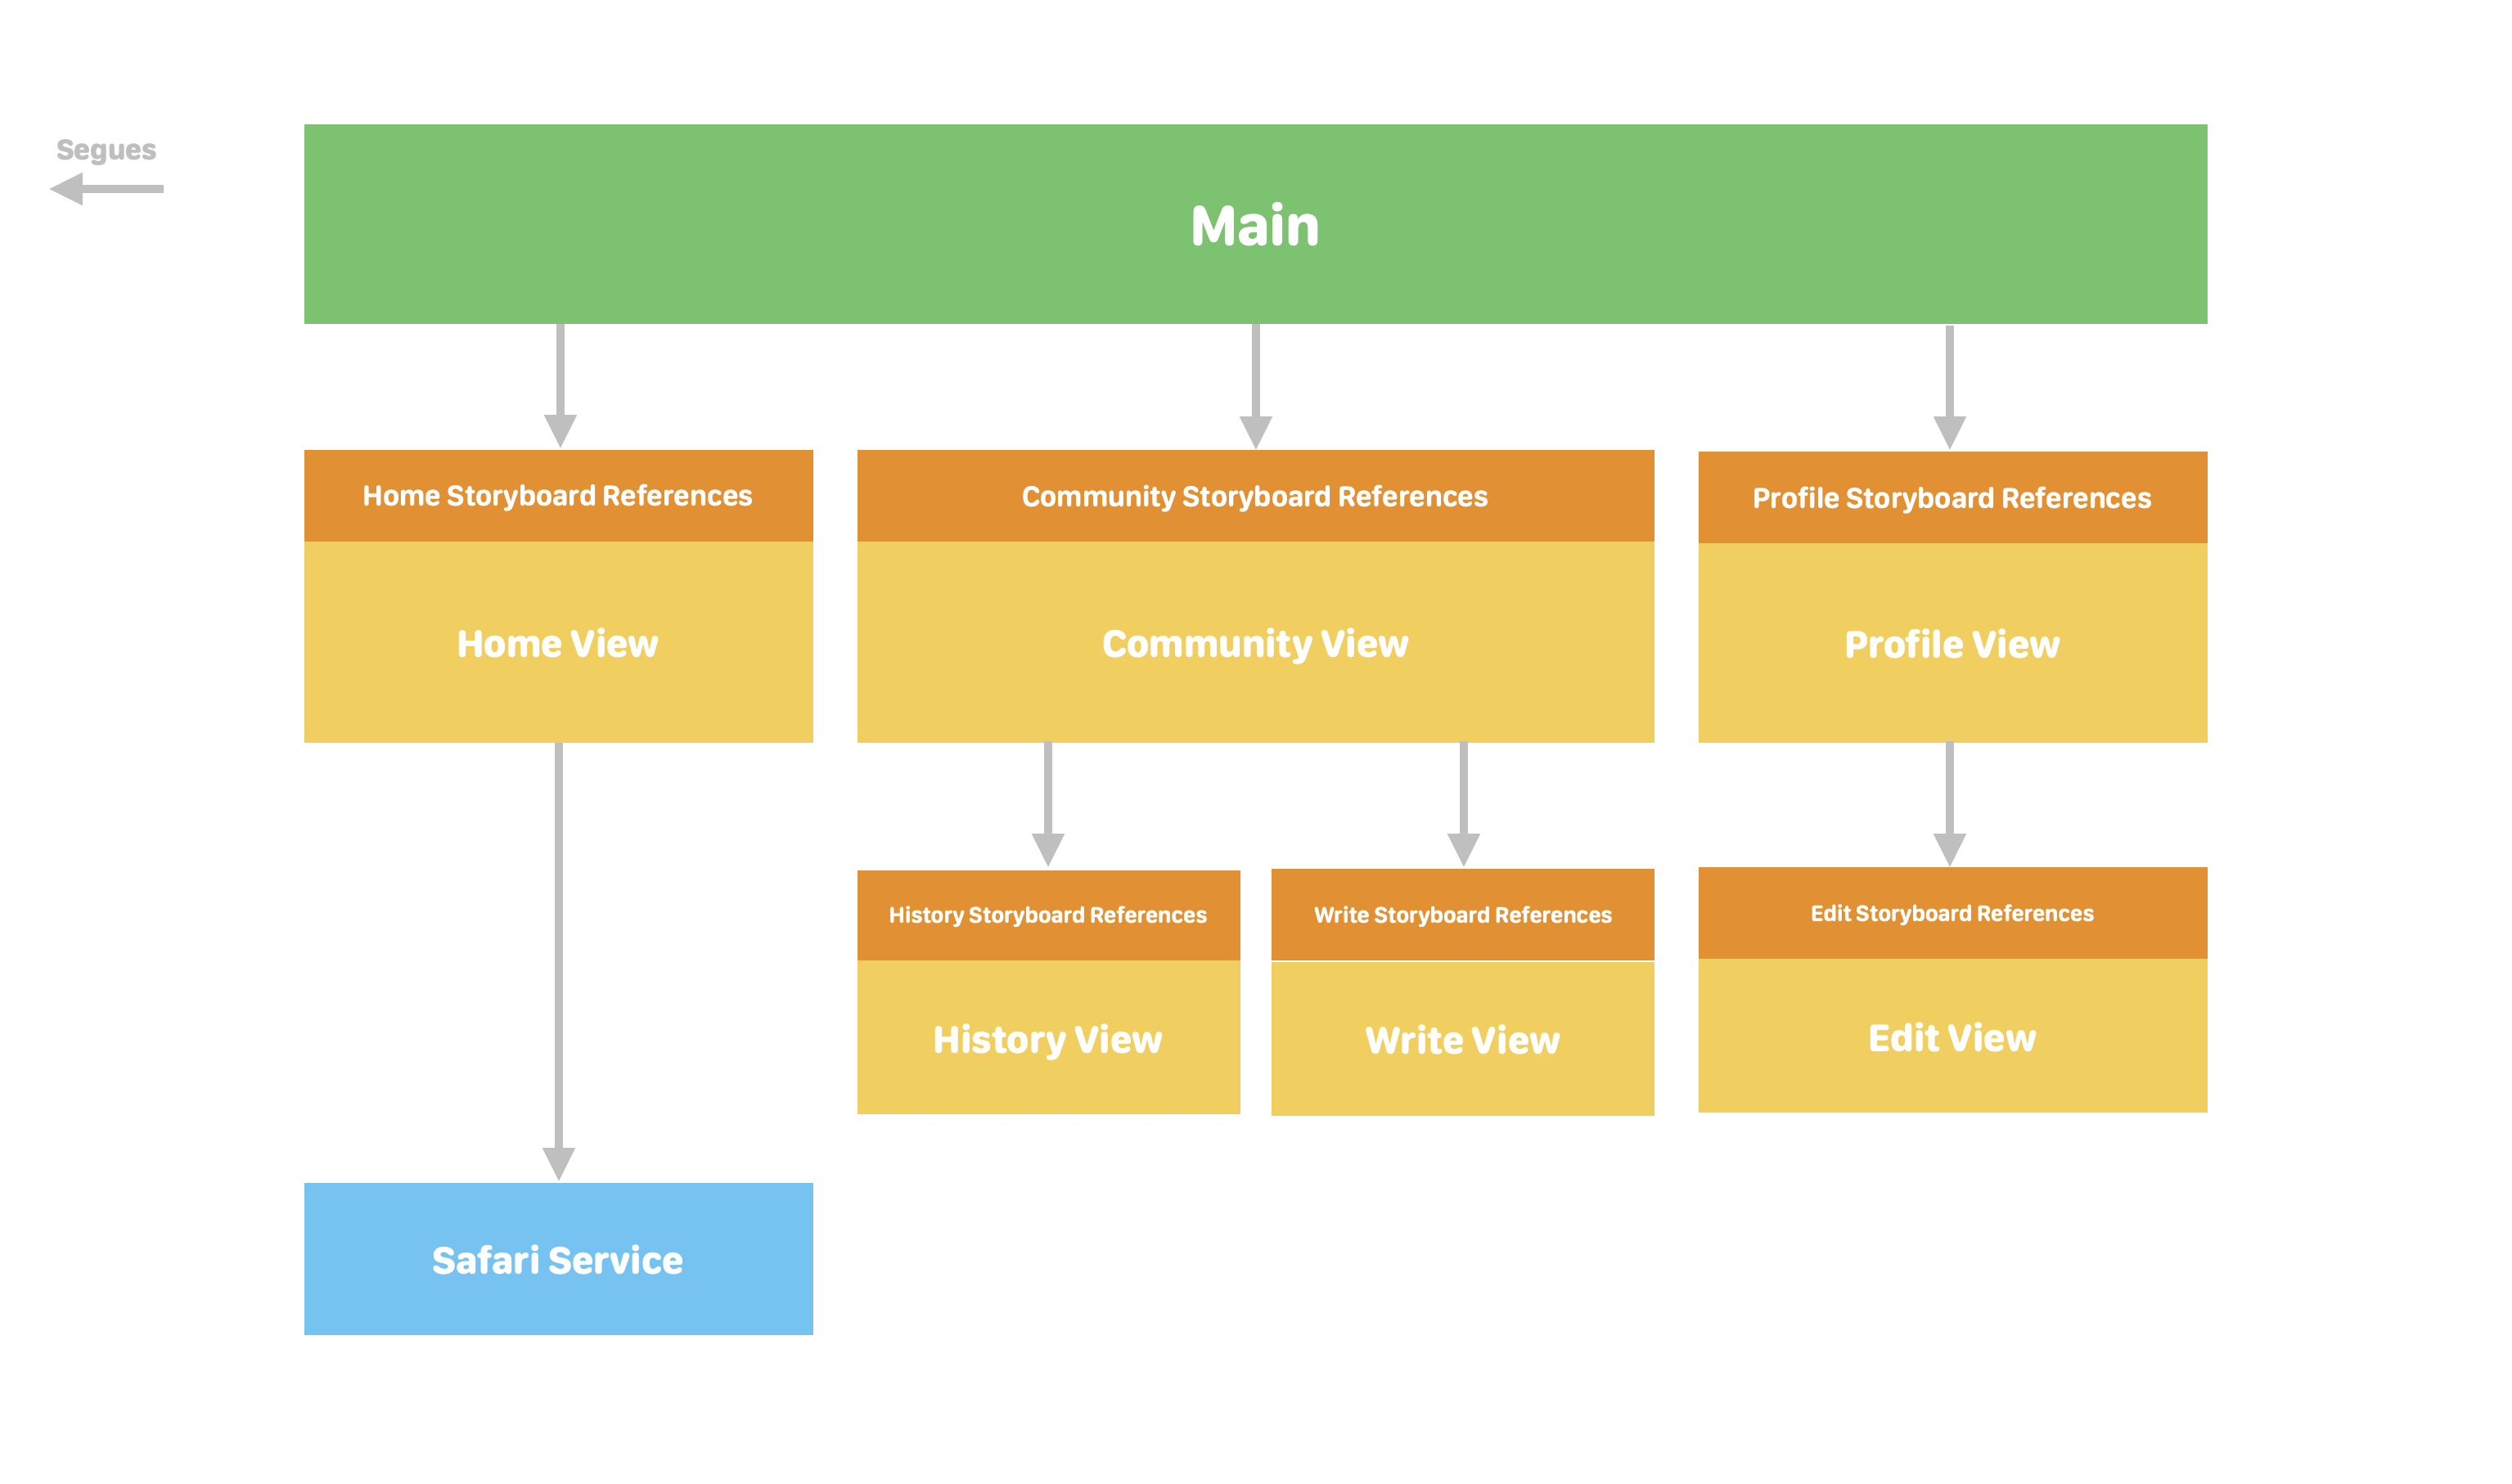 Segues
Main
Home Storyboard References
Community Storyboard References
Profile Storyboard References
Home View
Community View
Profile View
History Storyboard References
Write Storyboard References
Edit Storyboard References
History View
Write View
Edit View
Safari Service